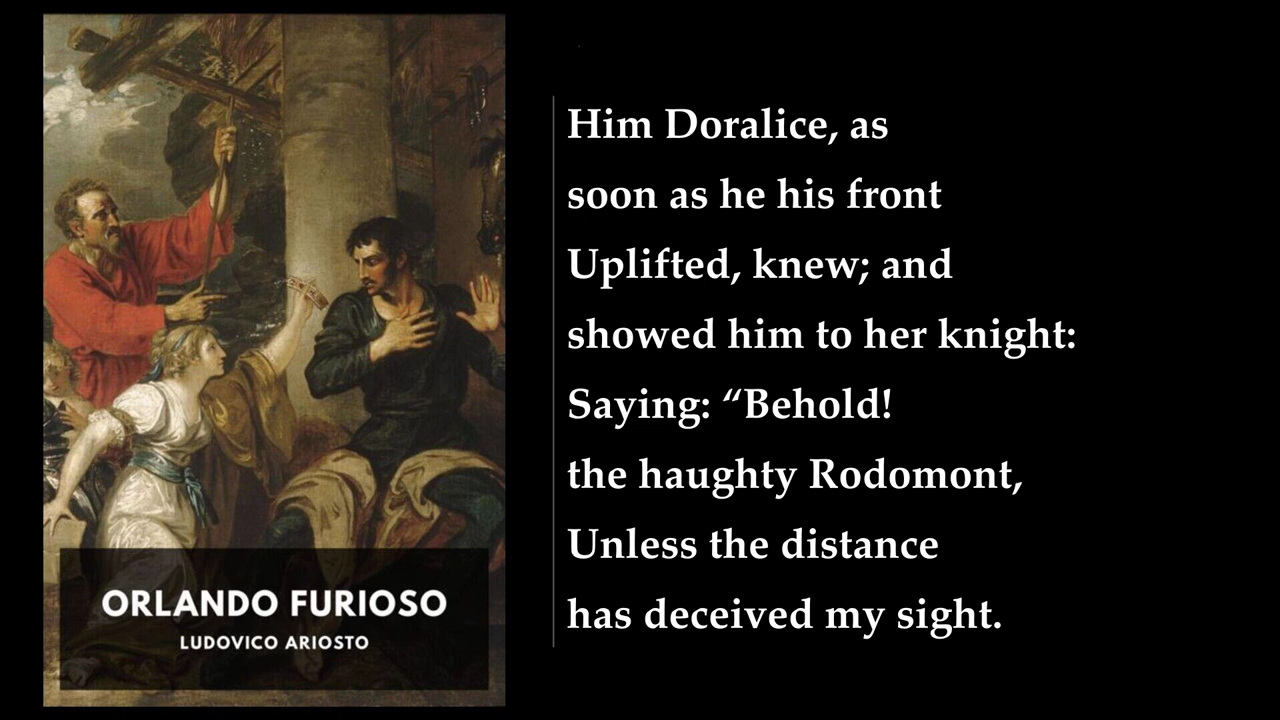 ORLANDO FURIOSO
LUDOVICO ARIOSTO
Him Doralice, as
soon as he his front
Uplifted, knew; and
showed him to her knight:
Saying: “Behold!
the haughty Rodomont,
Unless the distance
has deceived my sight.